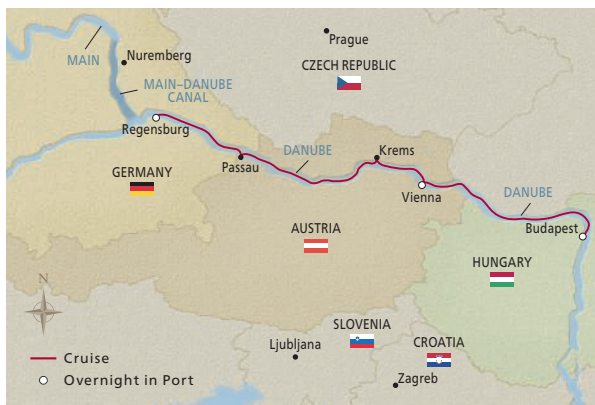 Prague
Nuremberg
MAIN
CZECH REPUBLIC
MAIN–DANUBE
CANAL
Regensburg
DANUBE
Krems
Passau
GERMANY
Vienna
DANUBE
AUSTRIA
Budapest
HUNGARY
N
SLOVENIA
Ljubljana
CROATIA
Cruise
Zagreb
Overnight in Port